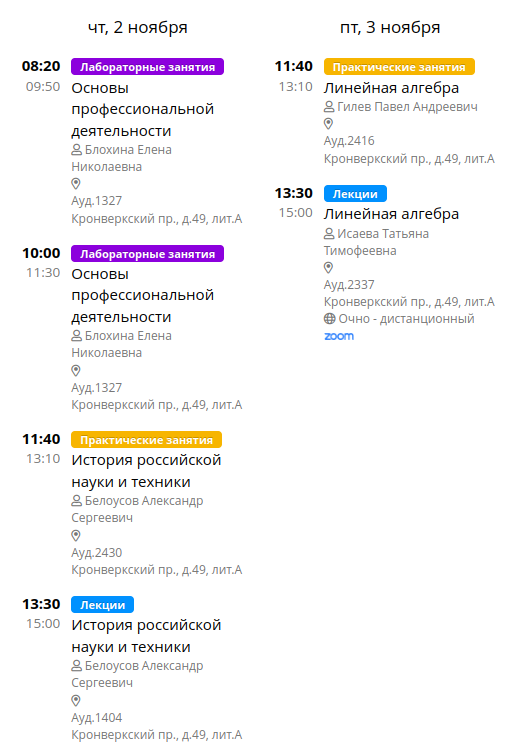 чт, 2 ноября
08:20
Лабораторные занятия
09:50
Основы
профессиональной
деятельности
Блохина Елена
Николаевна
Ауд.1327
Кронверкский пр., д.49, лит.А
10:00
Лабораторные занятия
11:30
Основы
профессиональной
деятельности
Блохина Елена
Николаевна
Ауд.1327
Кронверкский пр., д.49, лит.А
11:40
Практические занятия
13:10
История российской
науки и техники
Белоусов Александр
Сергеевич
Ауд.2430
Кронверкский пр., д.49, лит.А
13:30
Лекции
15:00
История российской
науки и техники
Белоусов Александр
Сергеевич
Ауд.1404
Кронверкский пр., д.49, лит.А
пт, 3 ноября
11:40
Практические занятия
13:10
Линейная алгебра
Гилев Павел Андреевич
Ауд.2416
Кронверкский пр., д.49, лит.А
13:30
Лекции
15:00
Линейная алгебра
Исаева Татьяна
Тимофеевна
Ауд.2337
Кронверкский пр., д.49, лит.А
Очно - дистанционный
zoom